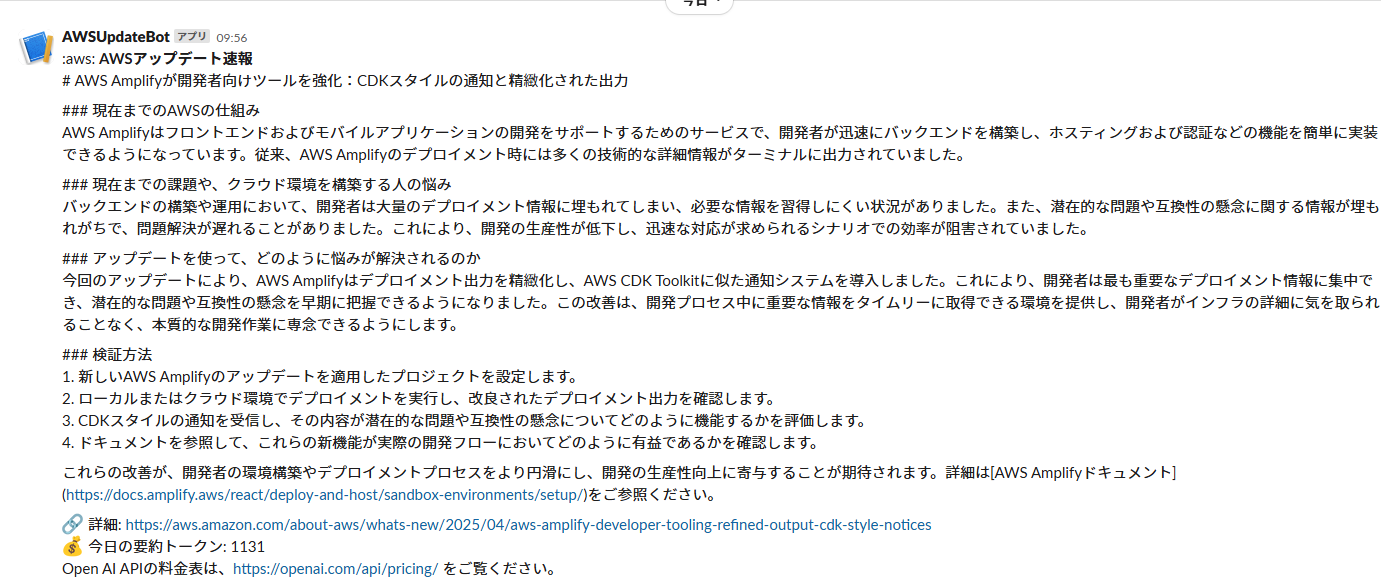 今日
AWSUpdateBot アプリ 09:56
:aws: AWSアップデート速報
# AWS Amplifyが開発者向けツールを強化：CDKスタイルの通知と精緻化された出力
### 現在までのAWSの仕組み
AWS Amplifyはフロントエンドおよびモバイルアプリケーションの開発をサポートするためのサービスで、開発者が迅速にバックエンドを構築し、ホスティングおよび認証などの機能を簡単に実装
できるようになっています。従来、AWS Amplifyのデプロイメント時には多くの技術的な詳細情報がターミナルに出力されていました。
### 現在までの課題や、クラウド環境を構築する人の悩み
バックエンドの構築や運用において、開発者は大量のデプロイメント情報に埋もれてしまい、必要な情報を習得しにくい状況がありました。また、潜在的な問題や互換性の懸念に関する情報が埋も
れがちで、問題解決が遅れることがありました。これにより、開発の生産性が低下し、迅速な対応が求められるシナリオでの効率が阻害されていました。
### アップデートを使って、どのように悩みが解決されるのか
今回のアップデートにより、AWS Amplifyはデプロイメント出力を精緻化し、AWS CDK Toolkitに似た通知システムを導入しました。これにより、開発者は最も重要なデプロイメント情報に集中で
き、潜在的な問題や互換性の懸念を早期に把握できるようになりました。この改善は、開発プロセス中に重要な情報をタイムリーに取得できる環境を提供し、開発者がインフラの詳細に気を取られ
ることなく、本質的な開発作業に専念できるようにします。
### 検証方法
1. 新しいAWS Amplifyのアップデートを適用したプロジェクトを設定します。
2. ローカルまたはクラウド環境でデプロイメントを実行し、改良されたデプロイメント出力を確認します。
3. CDKスタイルの通知を受信し、その内容が潜在的な問題や互換性の懸念についてどのように機能するかを評価します。
4. ドキュメントを参照して、これらの新機能が実際の開発フローにおいてどのように有益であるかを確認します。
これらの改善が、開発者の環境構築やデプロイメントプロセスをより円滑にし、開発の生産性向上に寄与することが期待されます。詳細は[AWS Amplifyドキュメント]
(https://docs.amplify.aws/react/deploy-and-host/sandbox-environments/setup/)をご参照ください。
🔗 詳細: https://aws.amazon.com/about-aws/whats-new/2025/04/aws-amplify-developer-tooling-refined-output-cdk-style-notices
💰 今日の要約トークン: 1131
Open AI APIの料金表は、https://openai.com/api/pricing/ をご覧ください。